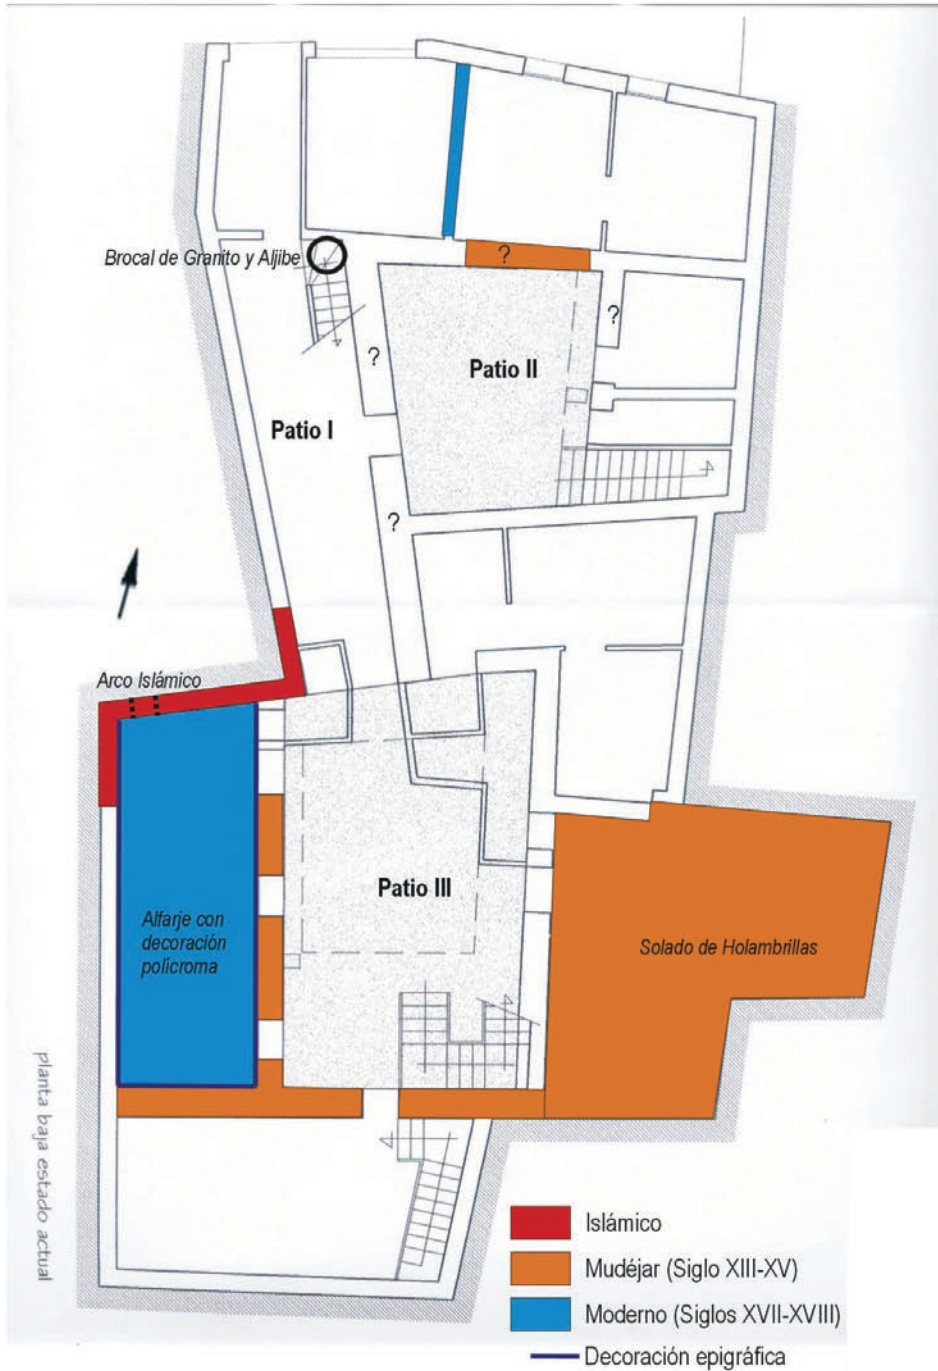 Brocal de Granito y Aljibe
?
?
?
Patio II
Patio I
?
Arco Islámico
Patio III
Alfarje con
decoración
polícroma
Solado de Holambrillas
planta baja estado actual
Islámico
Mudéjar (Siglo XIII-XV)
Moderno (Siglos XVII-XVIII)
Decoración epigráfica